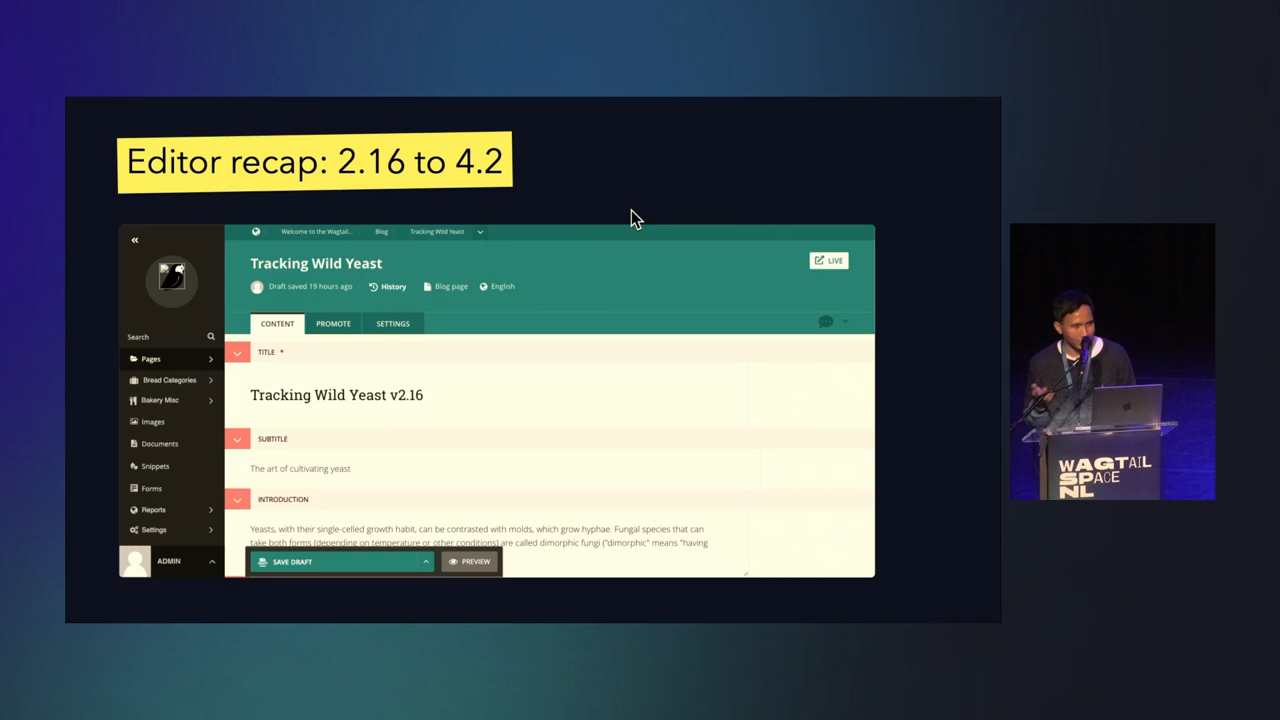 Editor recap: 2.16 to 4.2
Welcome to the Wagtail...
Blog
Tracking Wild Yeast
Tracking Wild Yeast
LIVE
Draft saved 19 hours ago
History
Blog page
English
CONTENT
PROMOTE
SETTINGS
Search
Pages
Bread Categories
Bakery Misc
Images
Documents
Snippets
Forms
Reports
Settings
ADMIN
TITLE *
Tracking Wild Yeast v2.16
SUBTITLE
The art of cultivating yeast
INTRODUCTION
Yeasts, with their single-celled growth habit, can be contrasted with molds, which grow hyphae. Fungal species that can
take both forms (depending on temperature or other conditions) are called dimorphic fungi ("dimorphic" means "having
SAVE DRAFT
PREVIEW
WAGTAIL
SPACE
NL